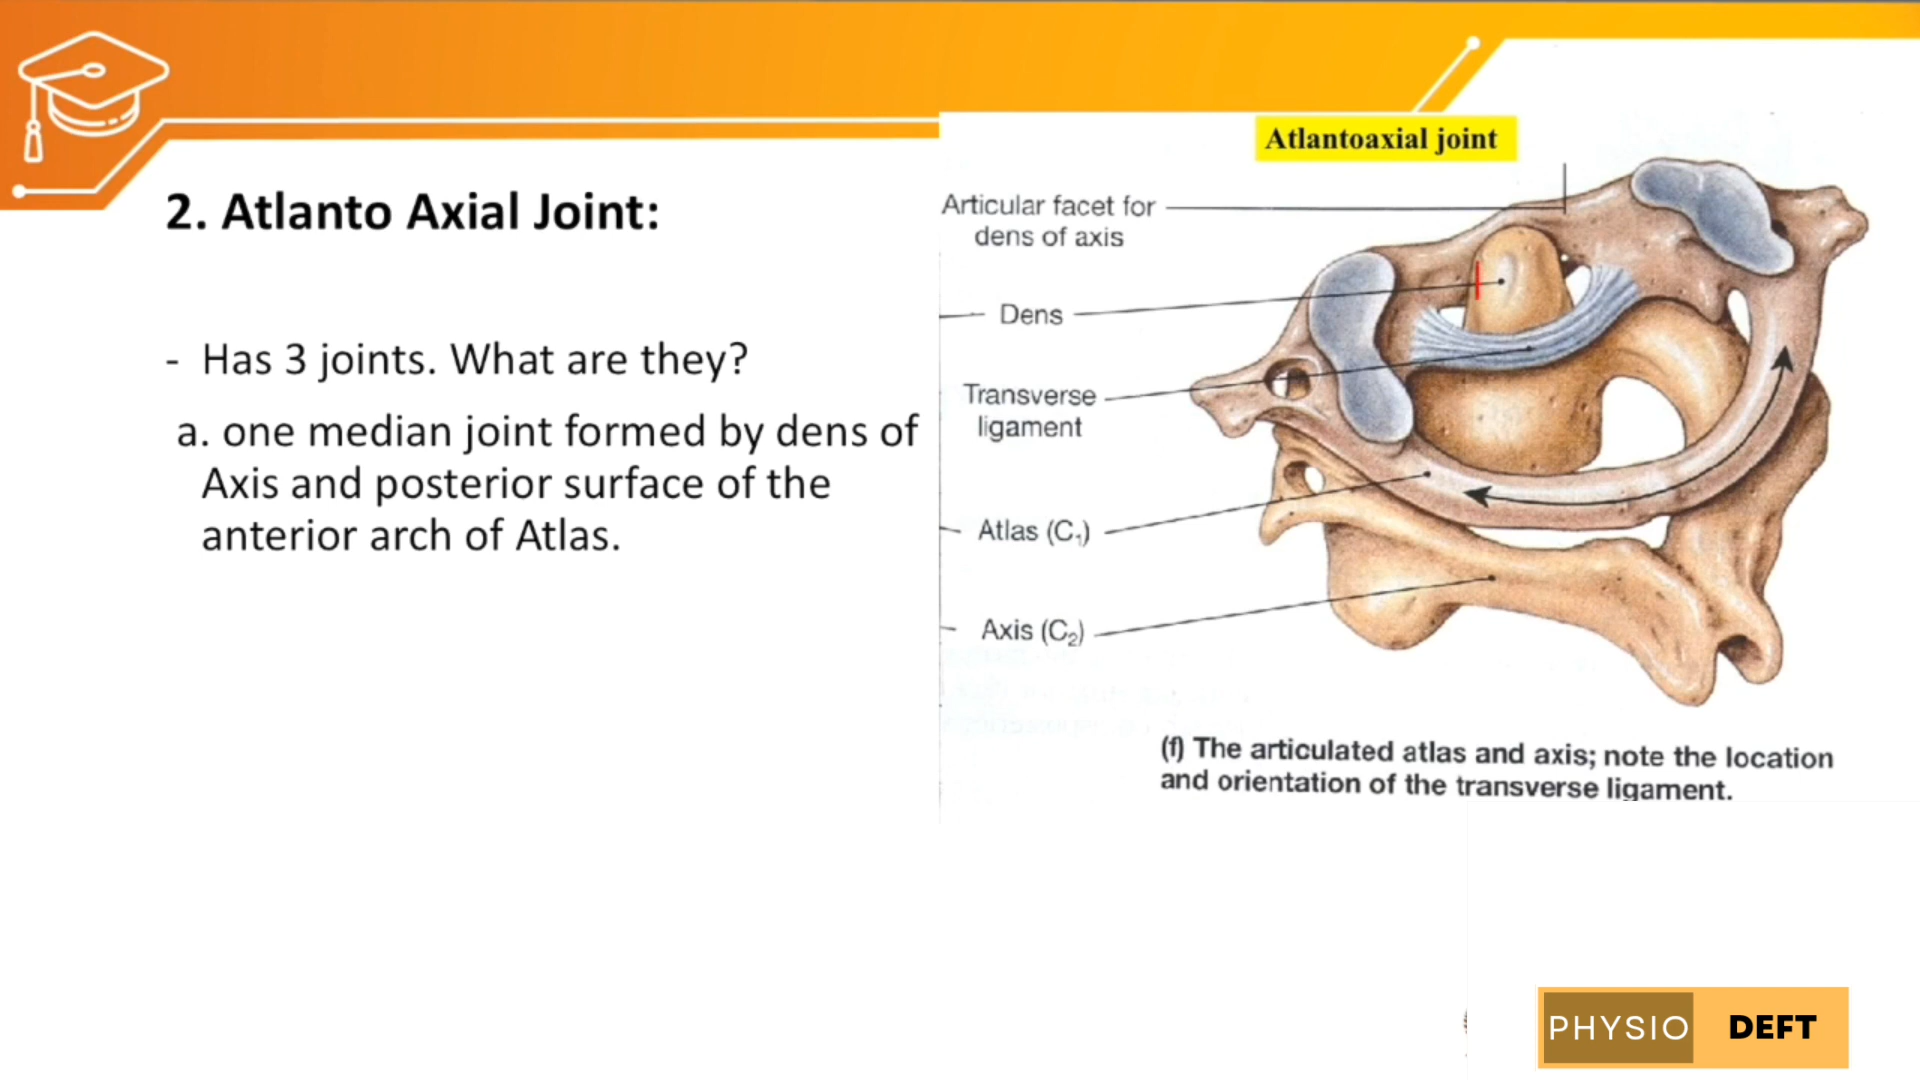 2. Atlanto Axial Joint:
- Has 3 joints. What are they?
a. one median joint formed by dens of
Axis and posterior surface of the
anterior arch of Atlas.
Atlantoaxial joint
Articular facet for
dens of axis
Dens
Transverse
ligament
Atlas (C₁)
Axis (C₂)
(f) The articulated atlas and axis; note the location
and orientation of the transverse ligament.
PHYSIO DEFT